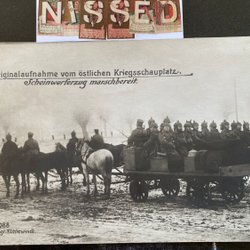 NISSED
Originalaufnahme vom östlichen Kriegsschauplatz.
Scheinwerferzug marschbereit.